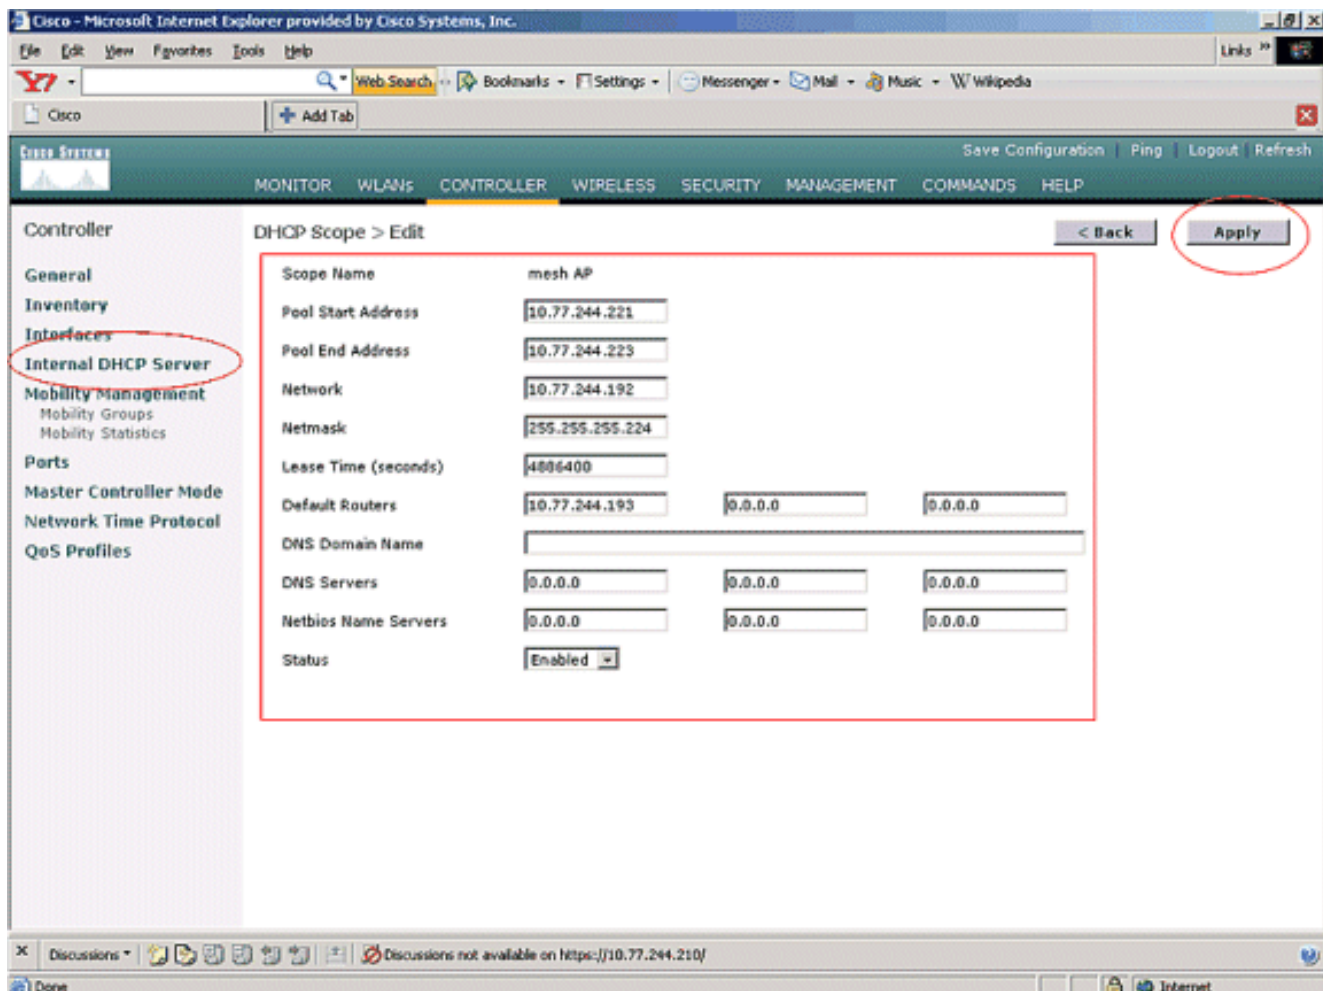 Cisco - Microsoft Internet Explorer provided by Cisco Systems, Inc.
File Edit View Favorites Tools Help Links »
Y! Web Search Bookmarks Settings Messenger Mail Music W Wikipedia
Cisco Add Tab
CISCO SYSTEMS
Save Configuration | Ping | Logout | Refresh
MONITOR WLANs CONTROLLER WIRELESS SECURITY MANAGEMENT COMMANDS HELP
Controller
General
Inventory
Interfaces
Internal DHCP Server
Mobility Management
Mobility Groups
Mobility Statistics
Ports
Master Controller Mode
Network Time Protocol
QoS Profiles
DHCP Scope > Edit
< Back
Apply
Scope Name mesh AP
Pool Start Address 10.77.244.221
Pool End Address 10.77.244.223
Network 10.77.244.192
Netmask 255.255.255.224
Lease Time (seconds) 4886400
Default Routers 10.77.244.193 0.0.0.0 0.0.0.0
DNS Domain Name
DNS Servers 0.0.0.0 0.0.0.0 0.0.0.0
Netbios Name Servers 0.0.0.0 0.0.0.0 0.0.0.0
Status Enabled
Discussions Discussions not available on https://10.77.244.210/
Done Internet